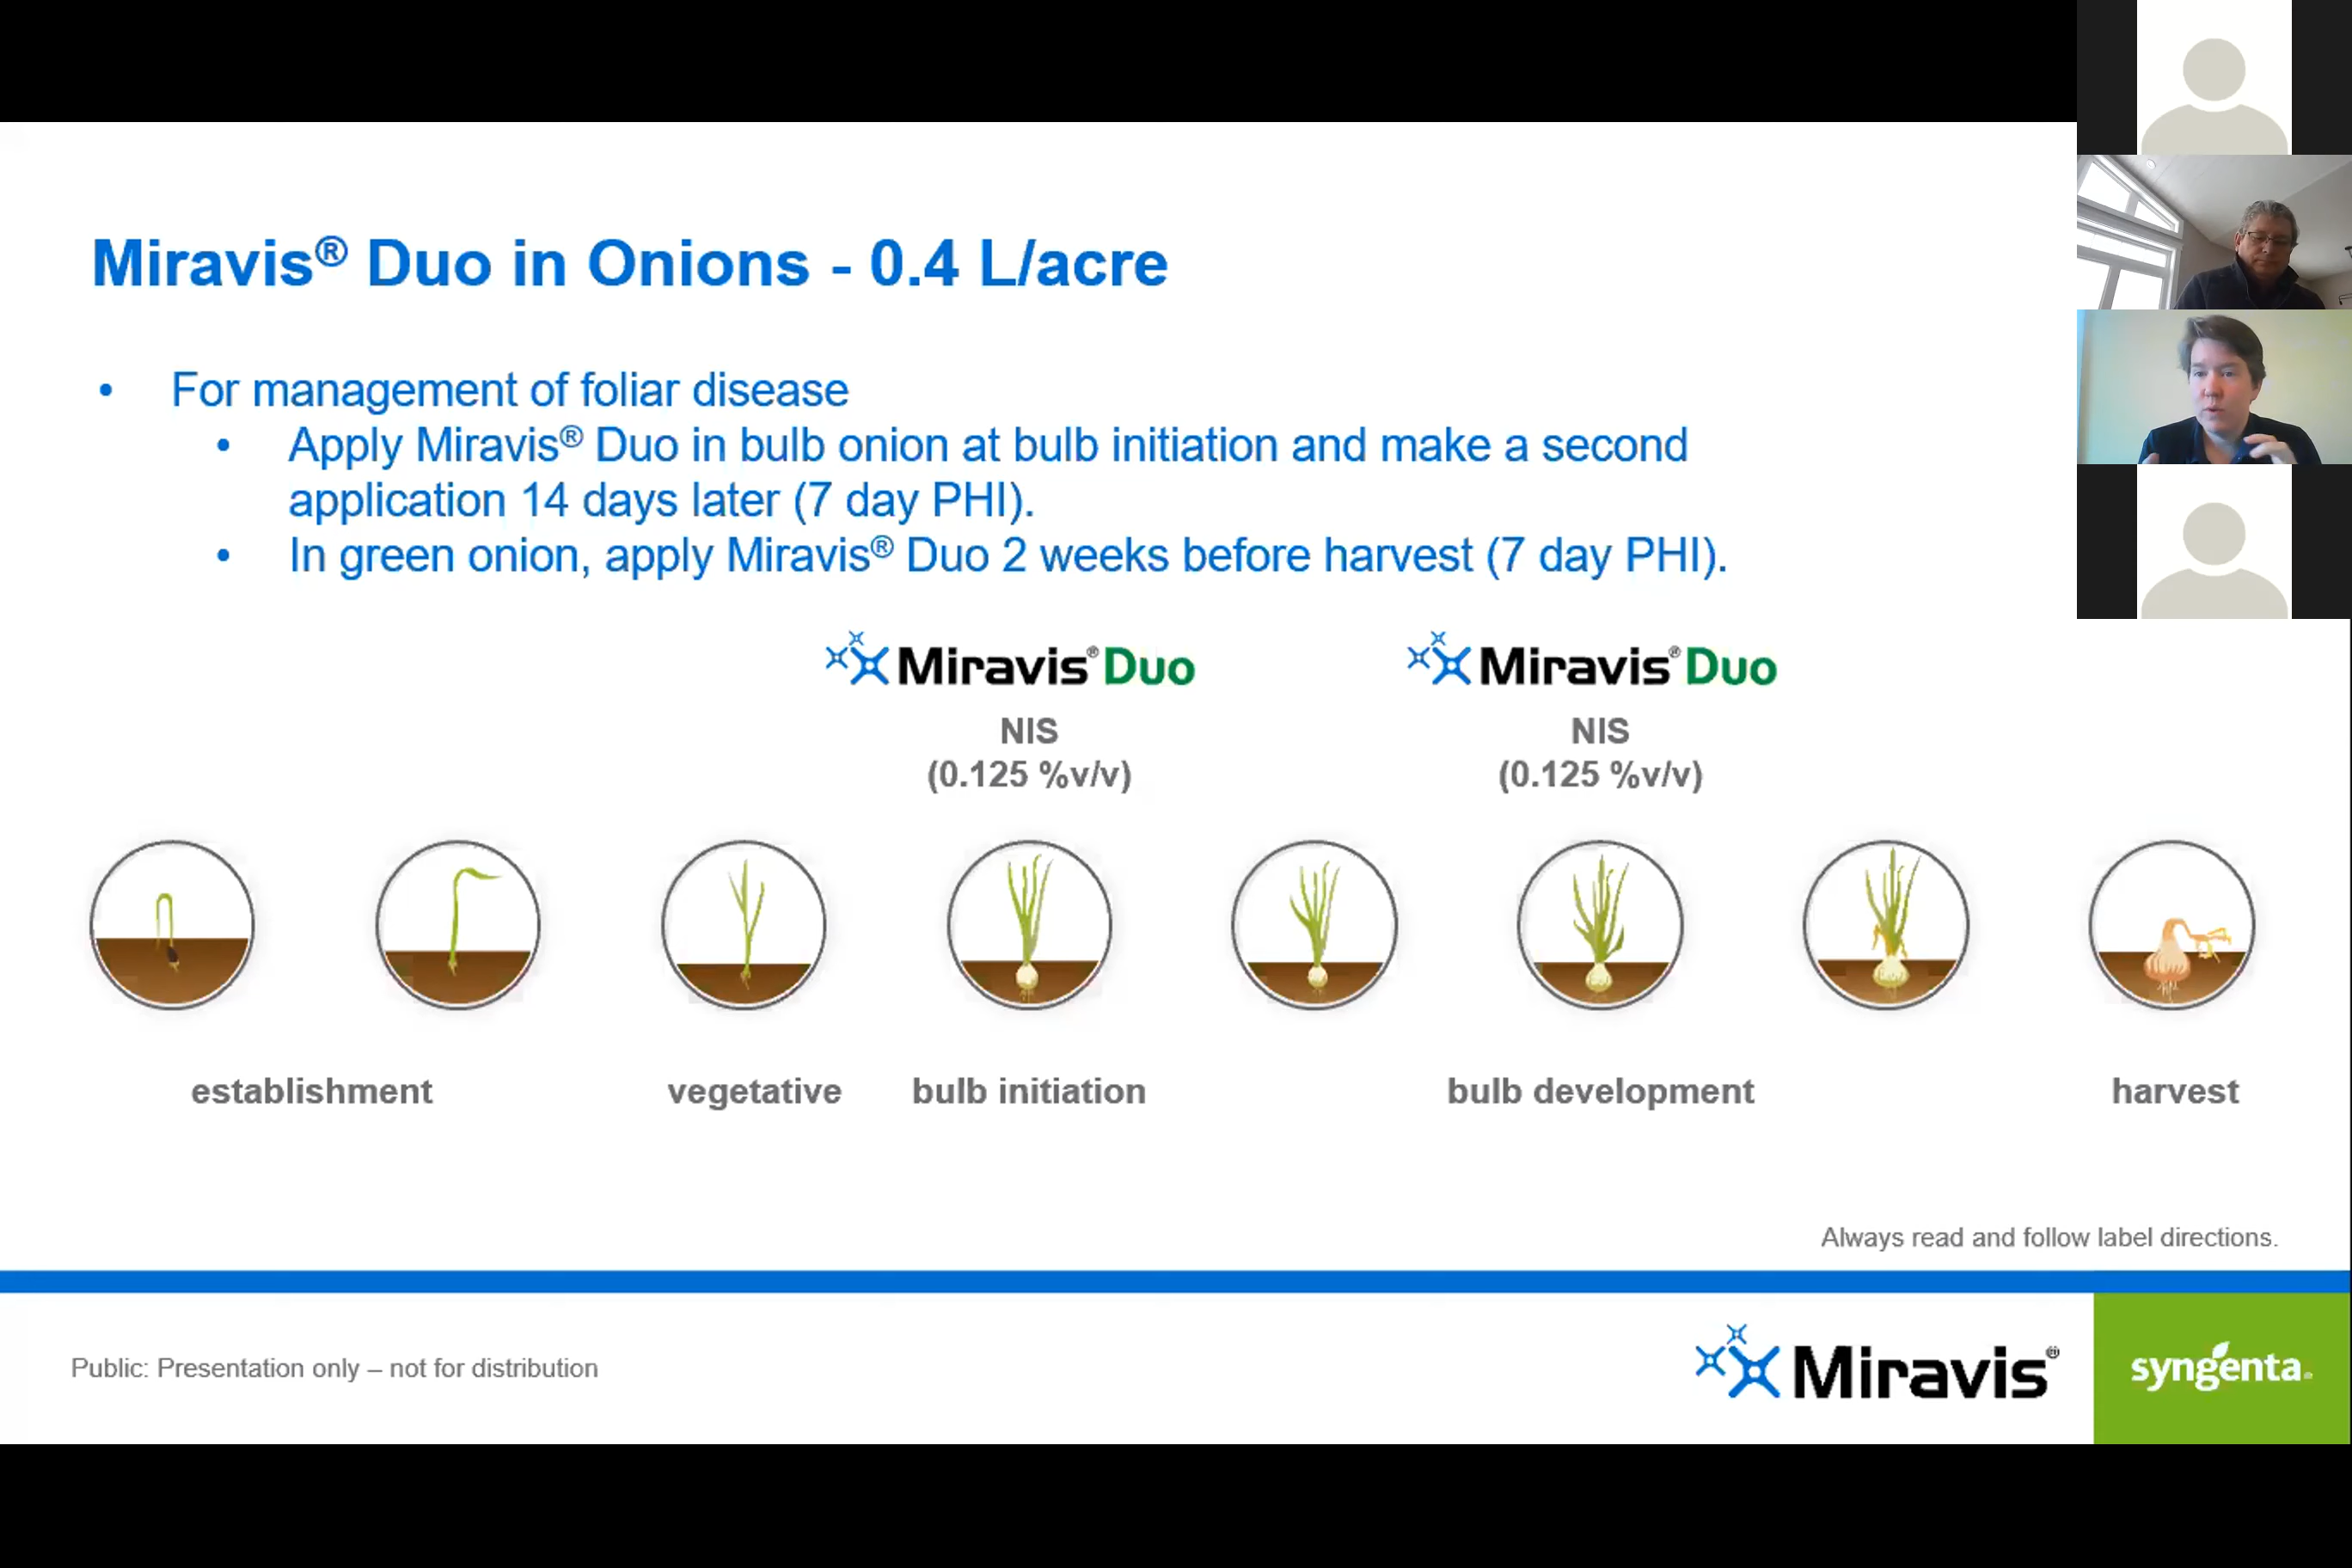 Miravis® Duo in Onions - 0.4 L/acre
• For management of foliar disease
• Apply Miravis® Duo in bulb onion at bulb initiation and make a second
application 14 days later (7 day PHI).
• In green onion, apply Miravis® Duo 2 weeks before harvest (7 day PHI).
Miravis® Duo
Miravis® Duo
NIS
(0.125 %v/v)
NIS
(0.125 %v/v)
establishment
vegetative
bulb initiation
bulb development
harvest
Always read and follow label directions.
Public: Presentation only – not for distribution
Miravis®
syngenta®